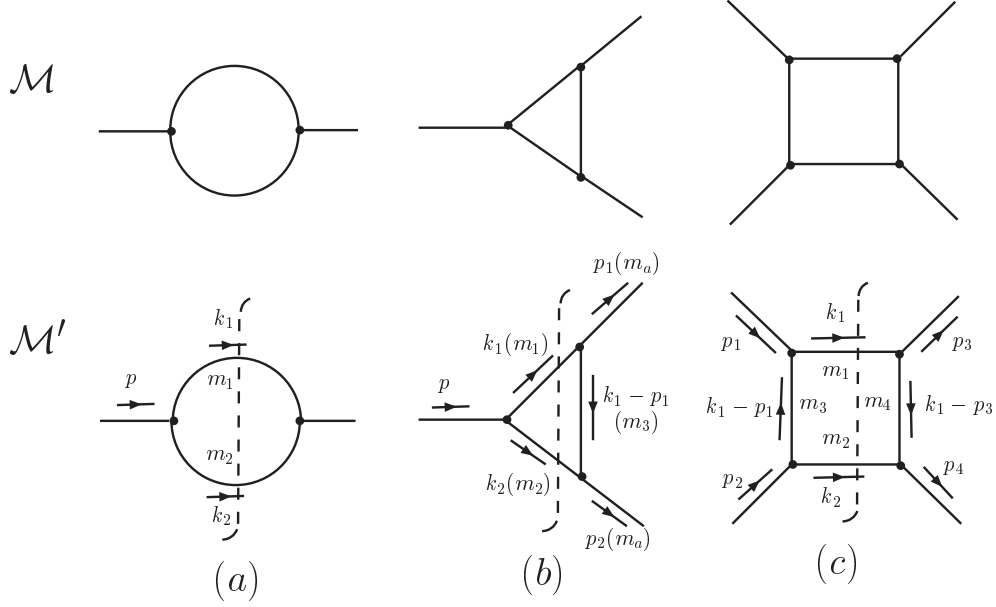 𝓜
𝓜′
p
k₁
m₁
m₂
k₂
(a)
p
p₁(mₐ)
k₁(m₁)
k₁ − p₁
(m₃)
k₂(m₂)
p₂(mₐ)
(b)
p₁
k₁
p₃
m₁
k₁ − p₁
m₃
m₄
k₁ − p₃
m₂
p₂
k₂
p₄
(c)